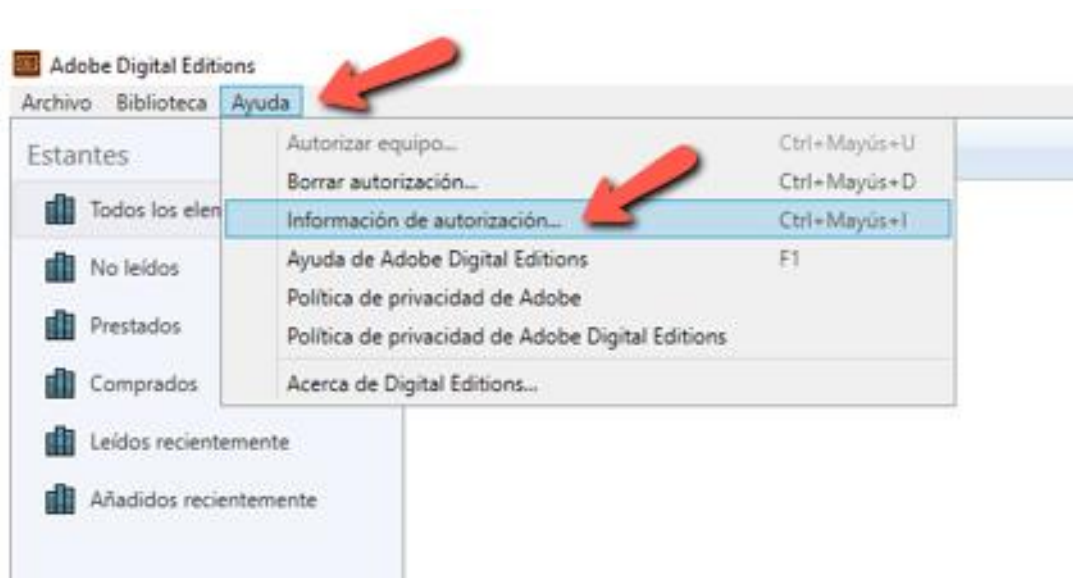 Adobe Digital Editions
Archivo Biblioteca Ayuda
Estantes
Todos los elen
No leídos
Prestados
Comprados
Leídos recientemente
Añadidos recientemente
Autorizar equipo... Ctrl+Mayús+U
Borrar autorización... Ctrl+Mayús+D
Información de autorización... Ctrl+Mayús+I
Ayuda de Adobe Digital Editions F1
Política de privacidad de Adobe
Política de privacidad de Adobe Digital Editions
Acerca de Digital Editions...